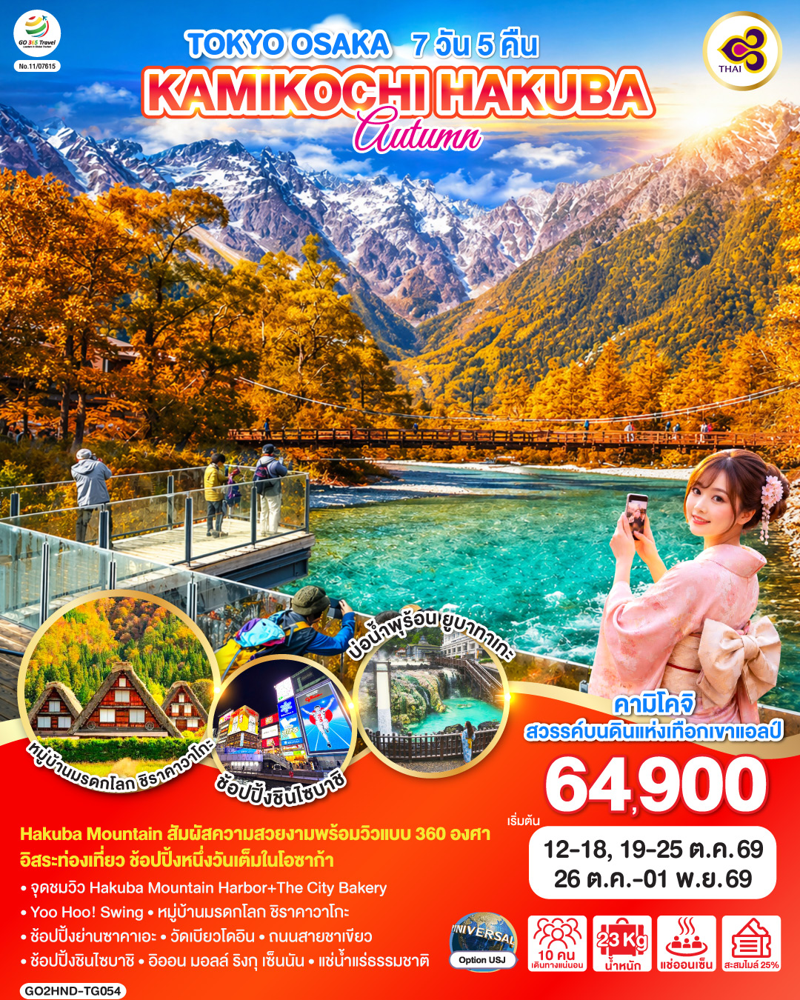 GO 365 Travel
Leaders in Global Tourism
No.11/07615
TOKYO OSAKA 7 วัน 5 คืน
THAI
KAMIKOCHI HAKUBA
Autumn
บ่อน้ำพุร้อน ยูบาทาเกะ
หมู่บ้านมรดกโลก ชิราคาวาโกะ
ช้อปปิ้งชินไซบาชิ
คามิโคจิ
สวรรค์บนดินแห่งเทือกเขาแอลป์
64,900
เริ่มต้น
12-18, 19-25 ต.ค.69
26 ต.ค.-01 พ.ย.69
Hakuba Mountain สัมผัสความสวยงามพร้อมวิวแบบ 360 องศา
อิสระท่องเที่ยว ช้อปปิ้งหนึ่งวันเต็มในโอซาก้า
• จุดชมวิว Hakuba Mountain Harbor+The City Bakery
• Yoo Hoo! Swing • หมู่บ้านมรดกโลก ชิราคาวาโกะ
• ช้อปปิ้งย่านซาคาเอะ • วัดเบียวโดอิน • ถนนสายชาเขียว
• ช้อปปิ้งชินไซบาชิ • อิออน มอลล์ ริงกุ เซ็นนัน • แช่น้ำแร่ธรรมชาติ
UNIVERSAL
Option USJ
10 คน
เดินทางแน่นอน
23 Kg
น้ำหนัก
แช่ออนเซ็น
สะสมไมล์ 25%
GO2HND-TG054